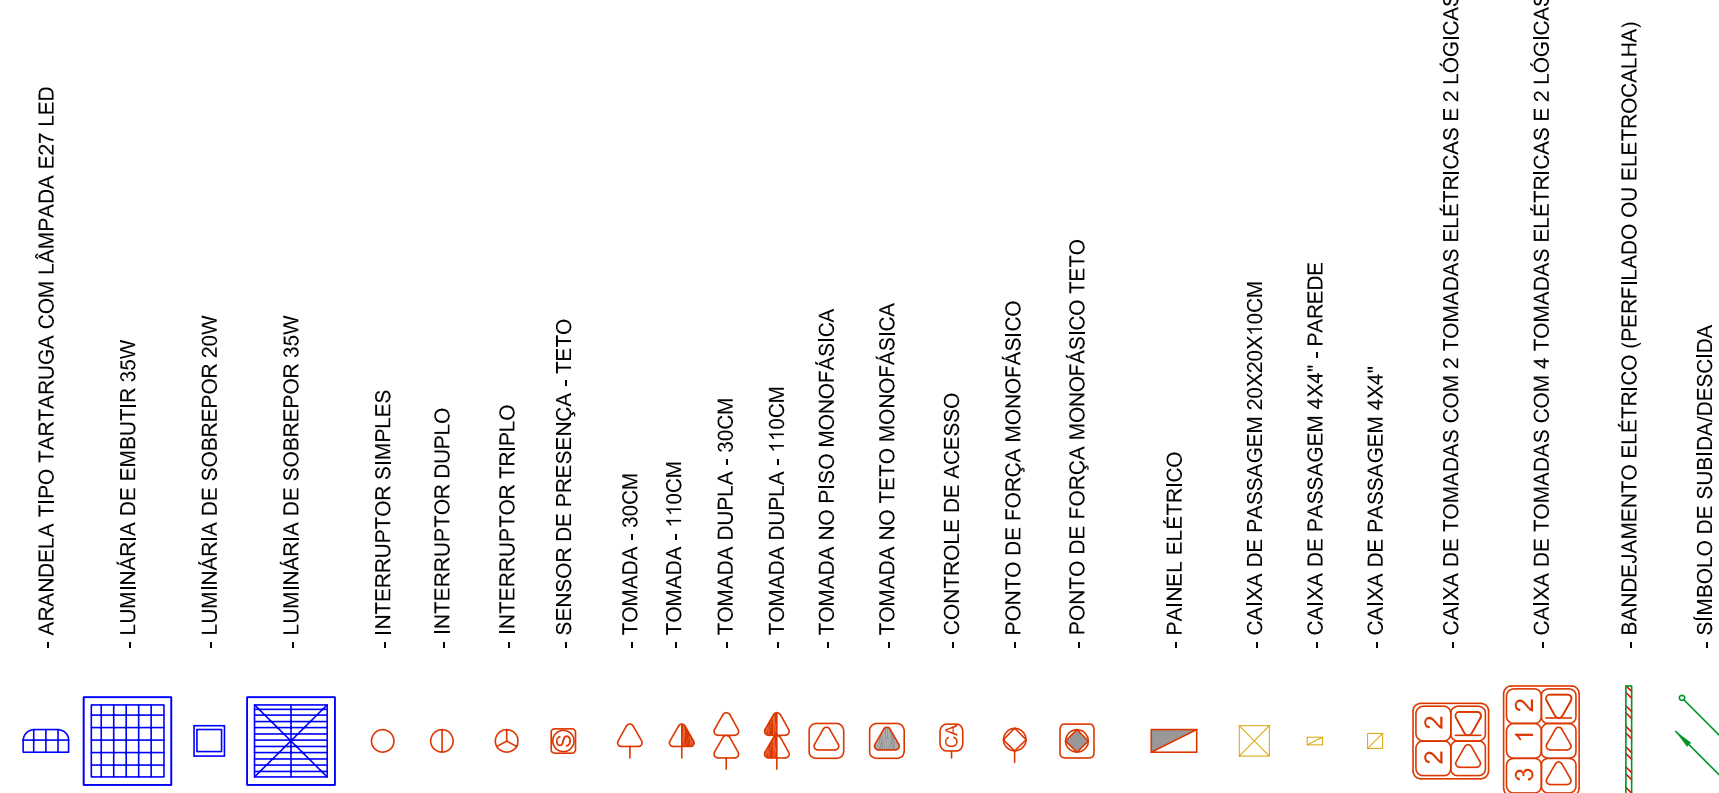 - ARANDELA TIPO TARTARUGA COM LÂMPADA E27 LED
- LUMINÁRIA DE EMBUTIR 35W
- LUMINÁRIA DE SOBREPOR 20W
- LUMINÁRIA DE SOBREPOR 35W
- INTERRUPTOR SIMPLES
- INTERRUPTOR DUPLO
- INTERRUPTOR TRIPLO
S - SENSOR DE PRESENÇA - TETO
- TOMADA - 30CM
- TOMADA - 110CM
- TOMADA DUPLA - 30CM
- TOMADA DUPLA - 110CM
- TOMADA NO PISO MONOFÁSICA
- TOMADA NO TETO MONOFÁSICA
CA - CONTROLE DE ACESSO
- PONTO DE FORÇA MONOFÁSICO
- PONTO DE FORÇA MONOFÁSICO TETO
- PAINEL ELÉTRICO
- CAIXA DE PASSAGEM 20X20X10CM
- CAIXA DE PASSAGEM 4X4" - PAREDE
- CAIXA DE PASSAGEM 4X4"
2 2 - CAIXA DE TOMADAS COM 2 TOMADAS ELÉTRICAS E 2 LÓGICAS
3 1 2 - CAIXA DE TOMADAS COM 4 TOMADAS ELÉTRICAS E 2 LÓGICAS
- BANDEJAMENTO ELÉTRICO (PERFILADO OU ELETROCALHA)
- SÍMBOLO DE SUBIDA/DESCIDA